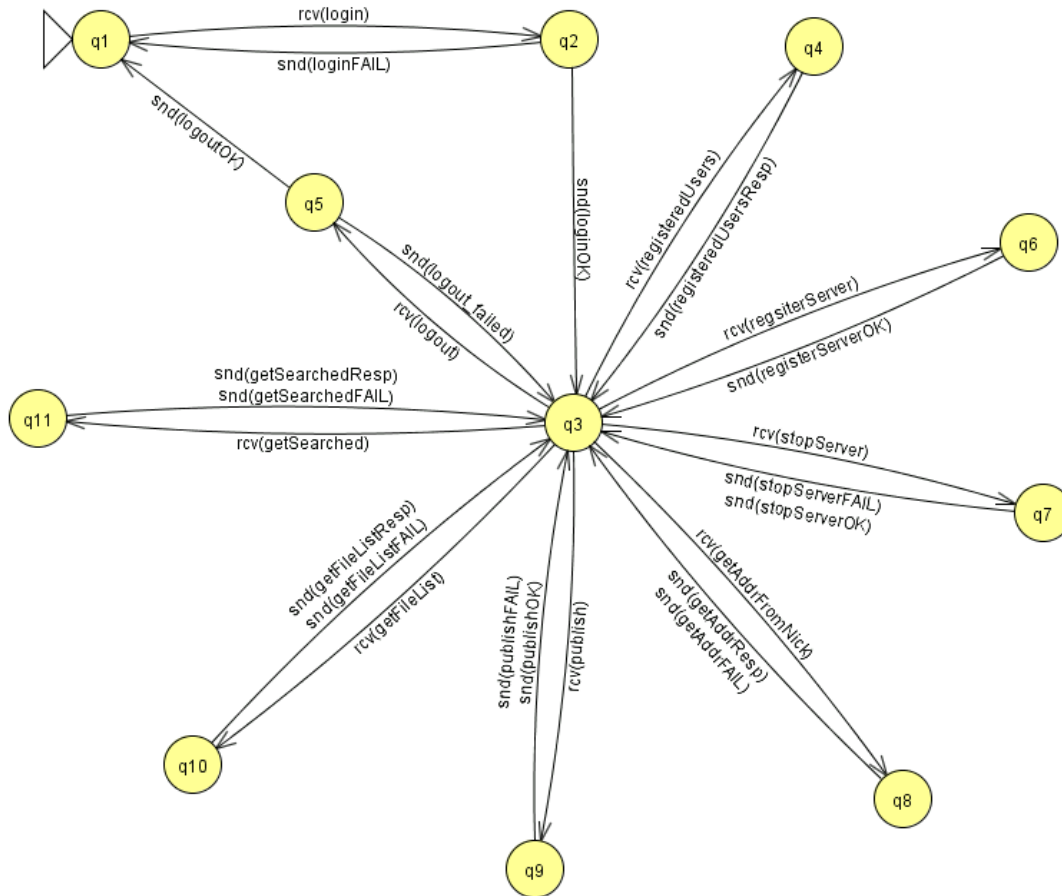 rcv(login)
q1
q2
snd(loginFAIL)
q4
snd(logoutOK)
q5
snd(loginOK)
rcv(registeredUsers)
snd(registeredUsersResp)
q6
snd(logout_failed)
rcv(logout)
rcv(regsiterServer)
snd(registerServerOK)
snd(getSearchedResp)
snd(getSearchedFAIL)
q11
q3
rcv(getSearched)
rcv(stopServer)
snd(stopServerFAIL)
snd(stopServerOK)
q7
snd(getFileListResp)
snd(getFileListFAIL)
rcv(getFileList)
snd(publishFAIL)
snd(publishOK)
rcv(publish)
rcv(getAddrFromNick)
snd(getAddrResp)
snd(getAddrFAIL)
q10
q8
q9